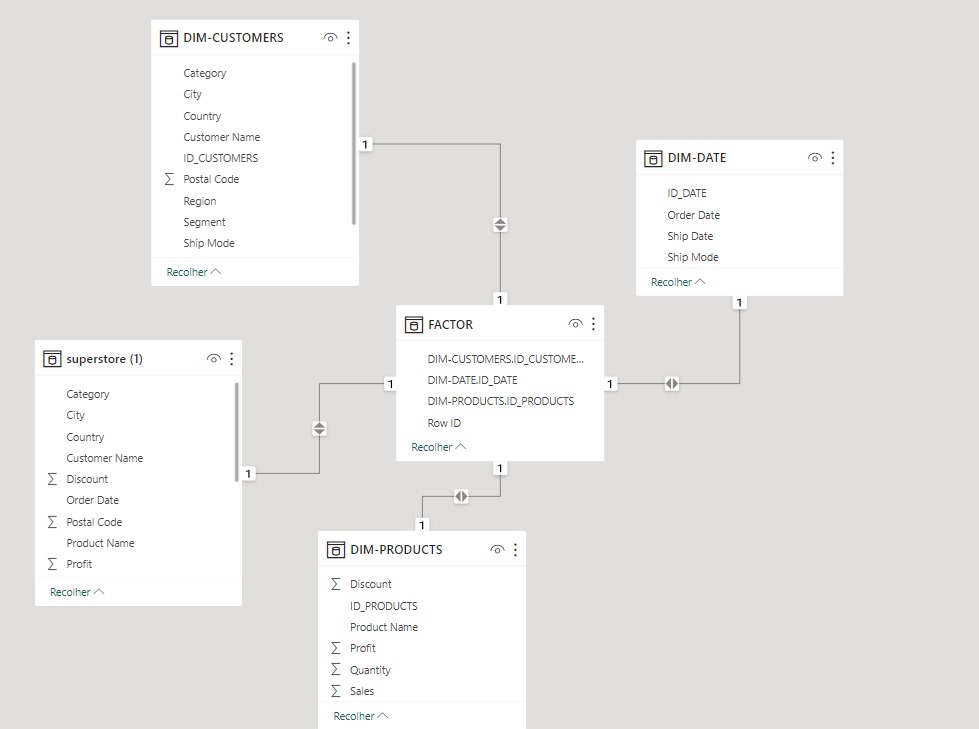 DIM-CUSTOMERS
Category
City
Country
Customer Name
ID_CUSTOMERS
Postal Code
Region
Segment
Ship Mode
Recolher
1
1
DIM-DATE
ID_DATE
Order Date
Ship Date
Ship Mode
Recolher
1
FACTOR
DIM-CUSTOMERS.ID_CUSTOME...
DIM-DATE.ID_DATE
DIM-PRODUCTS.ID_PRODUCTS
Row ID
Recolher
1
1
1
superstore (1)
Category
City
Country
Customer Name
Discount
Order Date
Postal Code
Product Name
Profit
Recolher
1
1
DIM-PRODUCTS
Discount
ID_PRODUCTS
Product Name
Profit
Quantity
Sales
Recolher